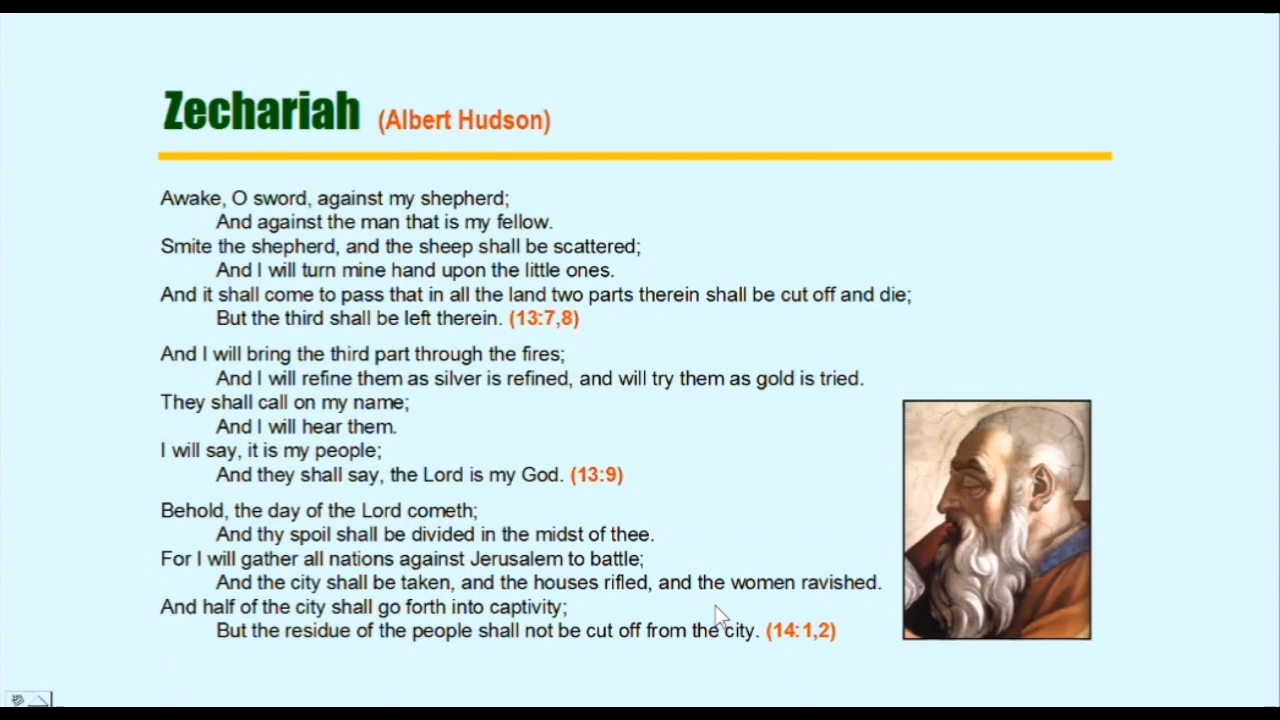 Zechariah (Albert Hudson)
Awake, O sword, against my shepherd;
And against the man that is my fellow.
Smite the shepherd, and the sheep shall be scattered;
And I will turn mine hand upon the little ones.
And it shall come to pass that in all the land two parts therein shall be cut off and die;
But the third shall be left therein. (13:7,8)
And I will bring the third part through the fires;
And I will refine them as silver is refined, and will try them as gold is tried.
They shall call on my name;
And I will hear them.
I will say, it is my people;
And they shall say, the Lord is my God. (13:9)
Behold, the day of the Lord cometh;
And thy spoil shall be divided in the midst of thee.
For I will gather all nations against Jerusalem to battle;
And the city shall be taken, and the houses rifled, and the women ravished.
And half of the city shall go forth into captivity;
But the residue of the people shall not be cut off from the city. (14:1,2)